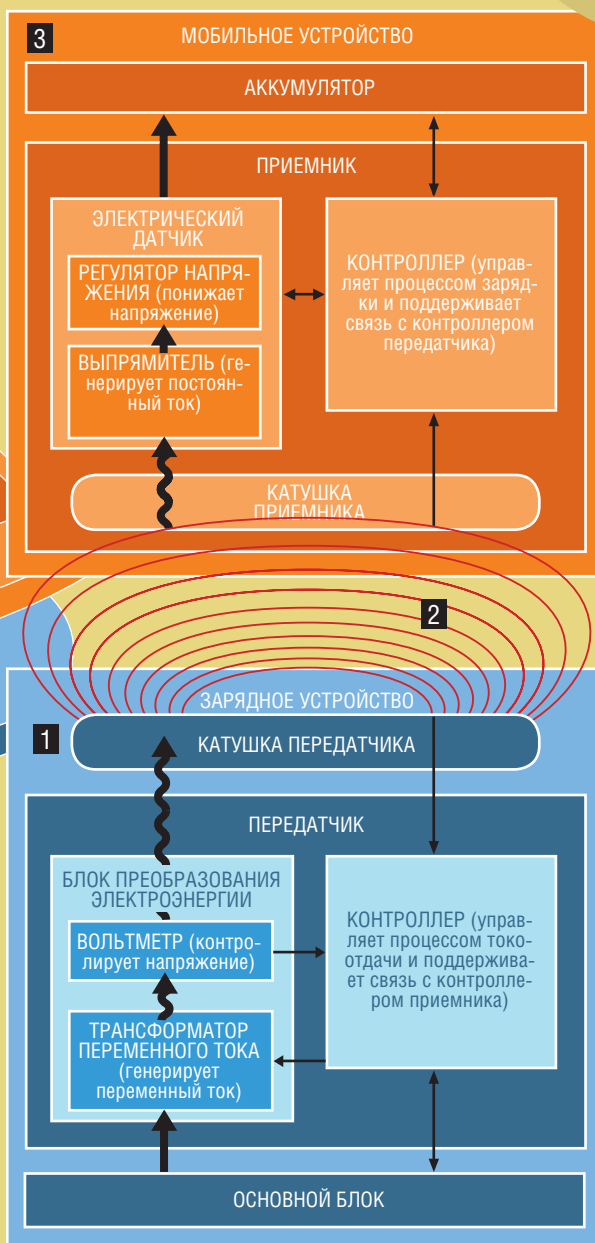 3
МОБИЛЬНОЕ УСТРОЙСТВО
АККУМУЛЯТОР
ПРИЕМНИК
ЭЛЕКТРИЧЕСКИЙ
ДАТЧИК
РЕГУЛЯТОР НАПРЯ-
ЖЕНИЯ (понижает
напряжение)
ВЫПРЯМИТЕЛЬ (ге-
нерирует постоян-
ный ток)
КОНТРОЛЛЕР (управ-
ляет процессом заряд-
ки и поддерживает
связь с контроллером
передатчика)
КАТУШКА
ПРИЕМНИКА
2
ЗАРЯДНОЕ УСТРОЙСТВО
1
КАТУШКА ПЕРЕДАТЧИКА
ПЕРЕДАТЧИК
БЛОК ПРЕОБРАЗОВАНИЯ
ЭЛЕКТРОЭНЕРГИИ
ВОЛЬТМЕТР (контро-
лирует напряжение)
ТРАНСФОРМАТОР
ПЕРЕМЕННОГО ТОКА
(генерирует
переменный ток)
КОНТРОЛЛЕР (управ-
ляет процессом токо-
отдачи и поддержива-
ет связь с контролле-
ром приемника)
ОСНОВНОЙ БЛОК